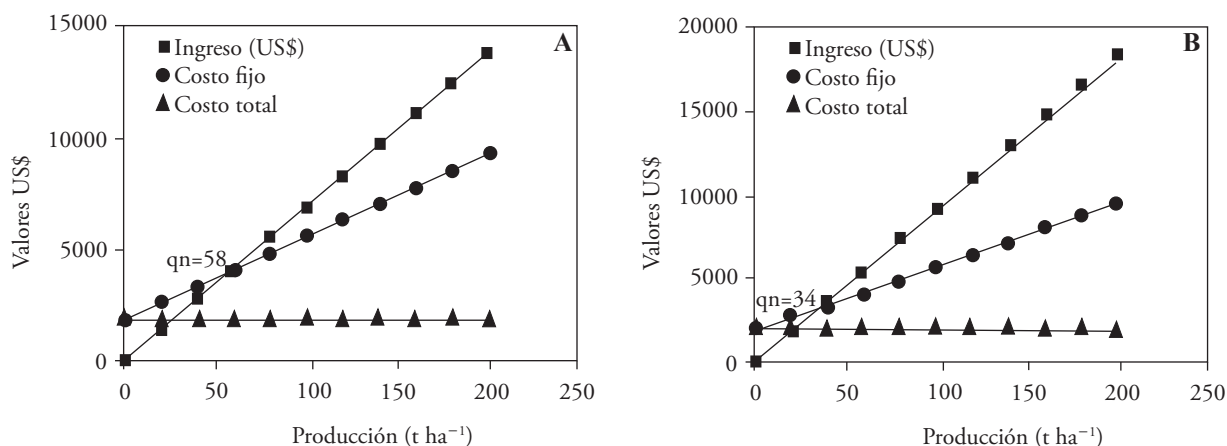 15000
A
Ingreso (US$)
Costo fijo
Costo total
10000
Valores US$
5000
qn=58
0
0 50 100 150 200 250
Producción (t ha⁻¹)
20000
B
Ingreso (US$)
Costo fijo
Costo total
15000
Valores US$
10000
5000
qn=34
0
0 50 100 150 200 250
Producción (t ha⁻¹)